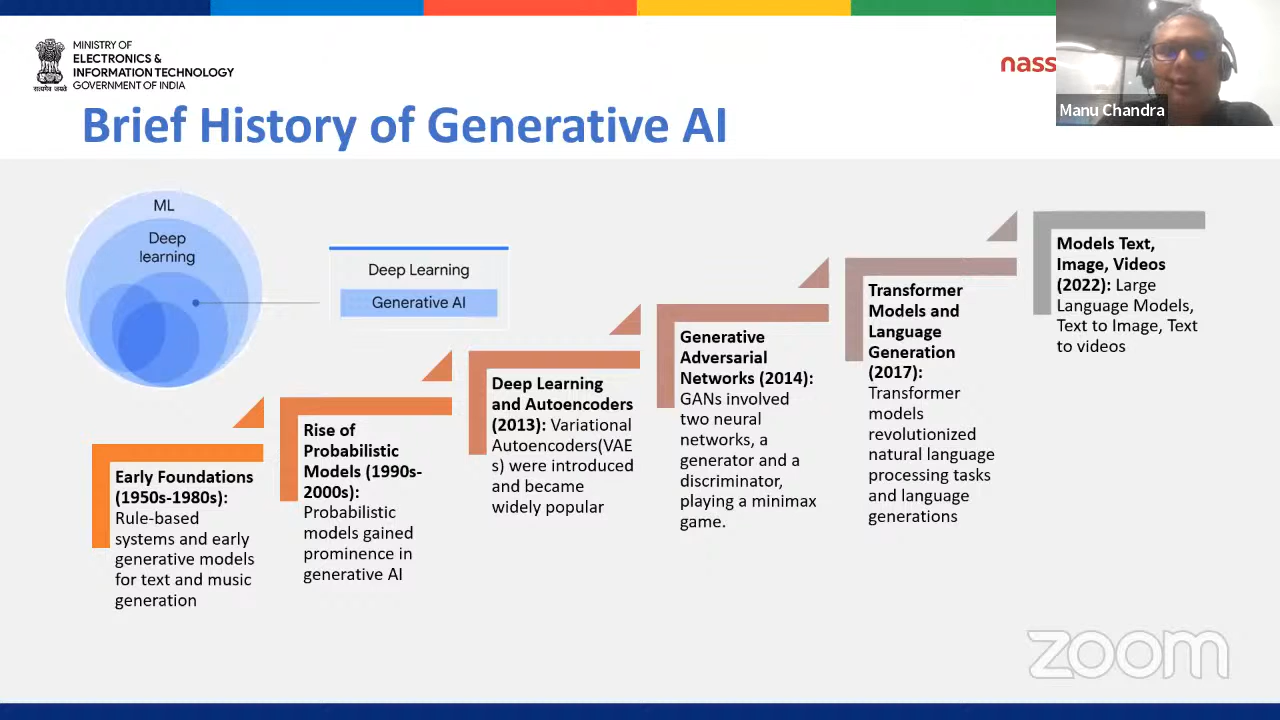 MINISTRY OF
ELECTRONICS &
INFORMATION TECHNOLOGY
GOVERNMENT OF INDIA
सत्यमेव जयते
nass
Manu Chandra
Brief History of Generative AI
ML
Deep
learning
Deep Learning
Generative AI
Early Foundations
(1950s-1980s):
Rule-based
systems and early
generative models
for text and music
generation
Rise of
Probabilistic
Models (1990s-
2000s):
Probabilistic
models gained
prominence in
generative AI
Deep Learning
and Autoencoders
(2013): Variational
Autoencoders(VAE
s) were introduced
and became
widely popular
Generative
Adversarial
Networks (2014):
GANs involved
two neural
networks, a
generator and a
discriminator,
playing a minimax
game.
Transformer
Models and
Language
Generation
(2017):
Transformer
models
revolutionized
natural language
processing tasks
and language
generations
Models Text,
Image, Videos
(2022): Large
Language Models,
Text to Image, Text
to videos
zoom